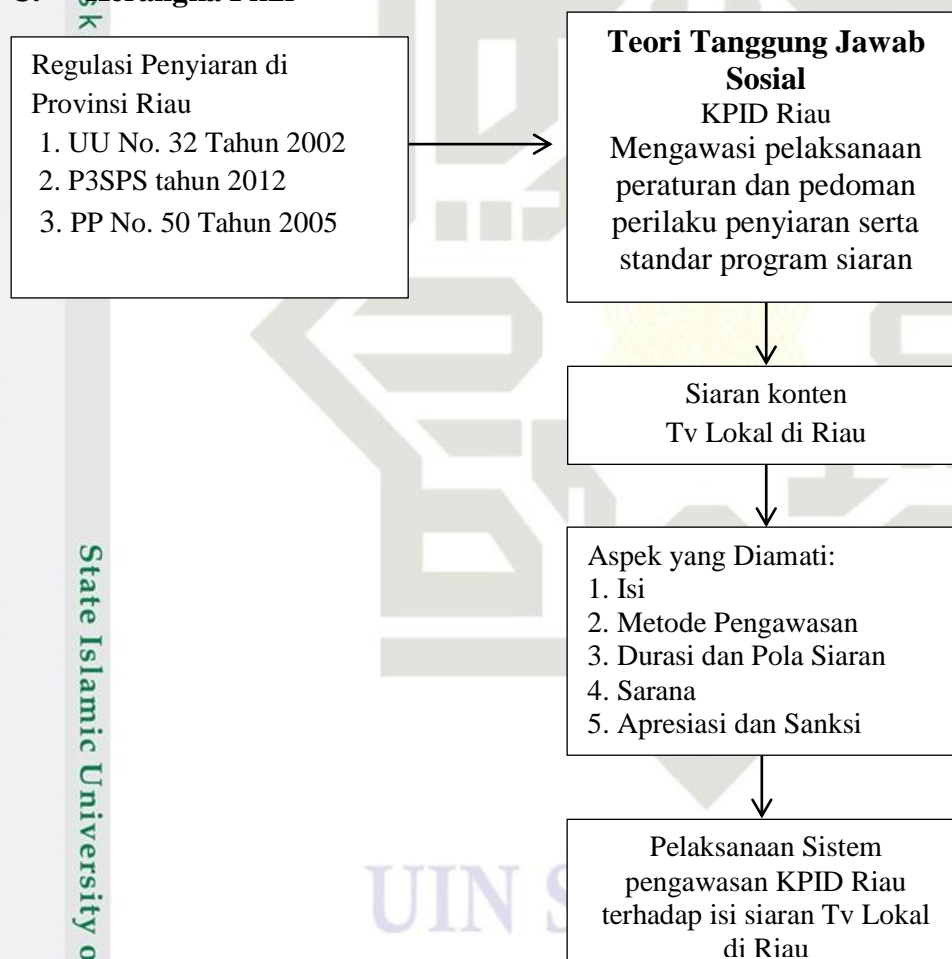 Regulasi Penyiaran di
Provinsi Riau
1. UU No. 32 Tahun 2002
2. P3SPS tahun 2012
3. PP No. 50 Tahun 2005
Teori Tanggung Jawab
Sosial
KPID Riau
Mengawasi pelaksanaan
peraturan dan pedoman
perilaku penyiaran serta
standar program siaran
Siaran konten
Tv Lokal di Riau
Aspek yang Diamati:
1. Isi
2. Metode Pengawasan
3. Durasi dan Pola Siaran
4. Sarana
5. Apresiasi dan Sanksi
Pelaksanaan Sistem
pengawasan KPID Riau
terhadap isi siaran Tv Lokal
di Riau
State Islamic University
UIN